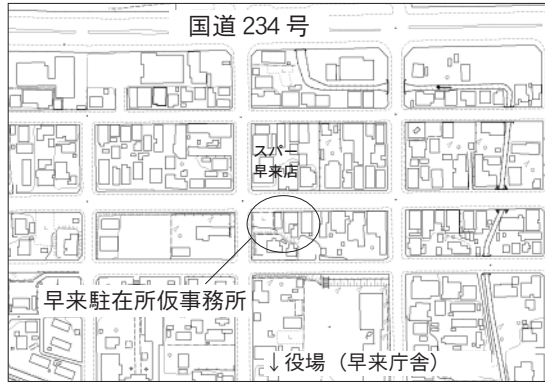 国道 234 号
スパー
早来店
早来駐在所仮事務所
↓役場（早来庁舎）